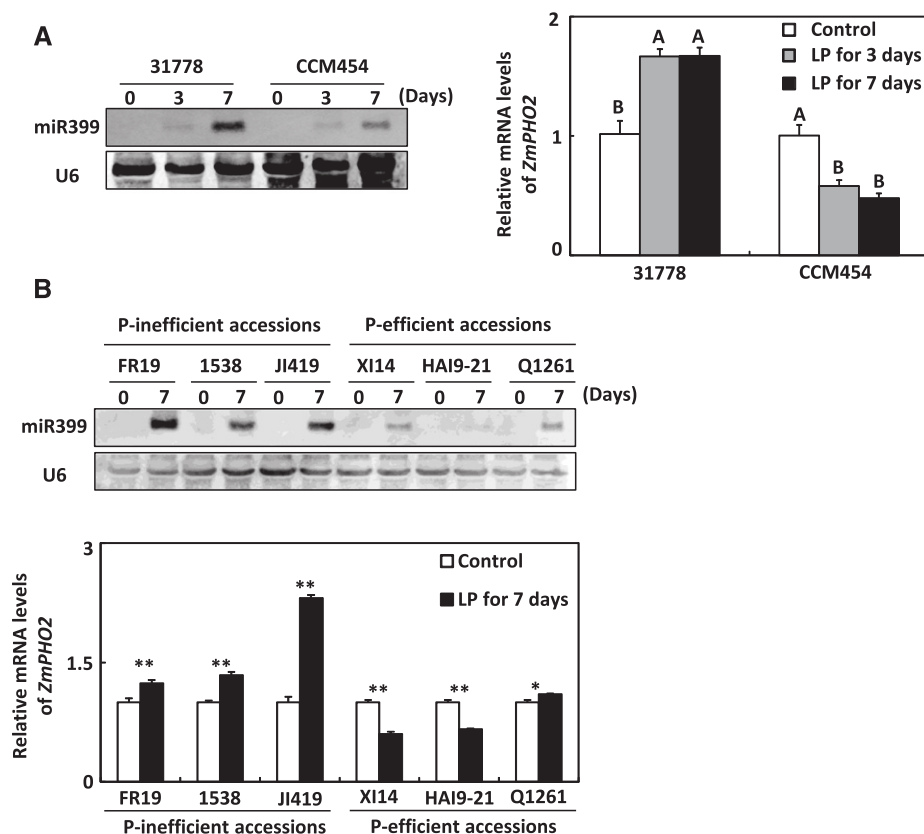 A
31778 CCM454
0 3 7 0 3 7 (Days)
miR399
U6
Relative mRNA levels
of ZmPHO2
2
1
0
B A A A B B
Control
LP for 3 days
LP for 7 days
31778 CCM454
B
P-inefficient accessions P-efficient accessions
FR19 1538 JI419 XI14 HAI9-21 Q1261
0 7 0 7 0 7 0 7 0 7 0 7 (Days)
miR399
U6
Relative mRNA levels
of ZmPHO2
3
1.5
0
Control
LP for 7 days
** ** ** ** ** *
FR19 1538 JI419 XI14 HAI9-21 Q1261
P-inefficient accessions P-efficient accessions